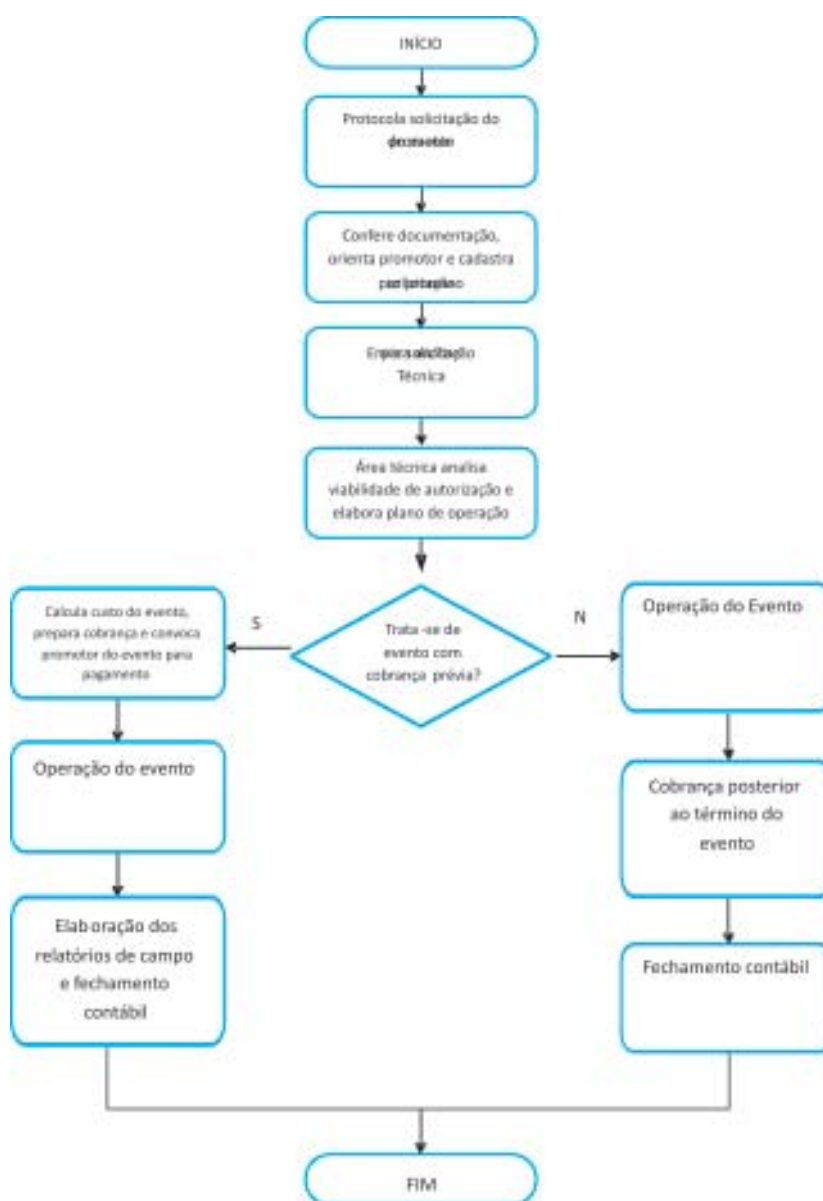 INÍCIO
Protocola solicitação do
Confere documentação,
orienta promotor e cadastra
Técnica
Área técnica analisa
viabilidade de autorização e
elabora plano de operação
Trata-se de
evento com
cobrança prévia?
S
N
Calcula custo do evento,
prepara cobrança e convoca
promotor do evento para
pagamento
Operação do evento
Elaboração dos
relatórios de campo
e fechamento
contábil
Operação do Evento
Cobrança posterior
ao término do
evento
Fechamento contábil
FIM